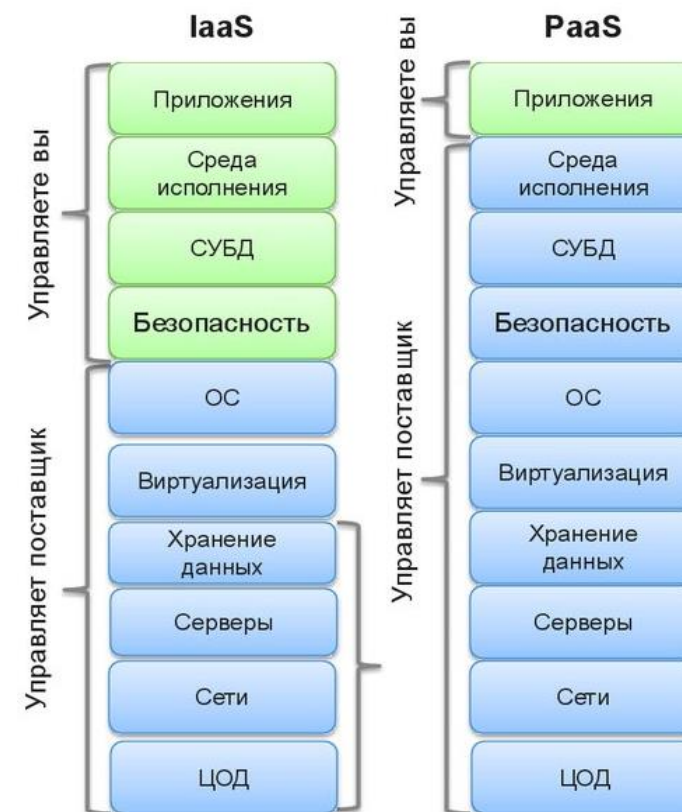 IaaS
Управляете вы
Приложения
Среда
исполнения
СУБД
Безопасность
Управляет поставщик
ОС
Виртуализация
Хранение
данных
Серверы
Сети
ЦОД
PaaS
Управляете вы
Приложения
Управляет поставщик
Среда
исполнения
СУБД
Безопасность
ОС
Виртуализация
Хранение
данных
Серверы
Сети
ЦОД